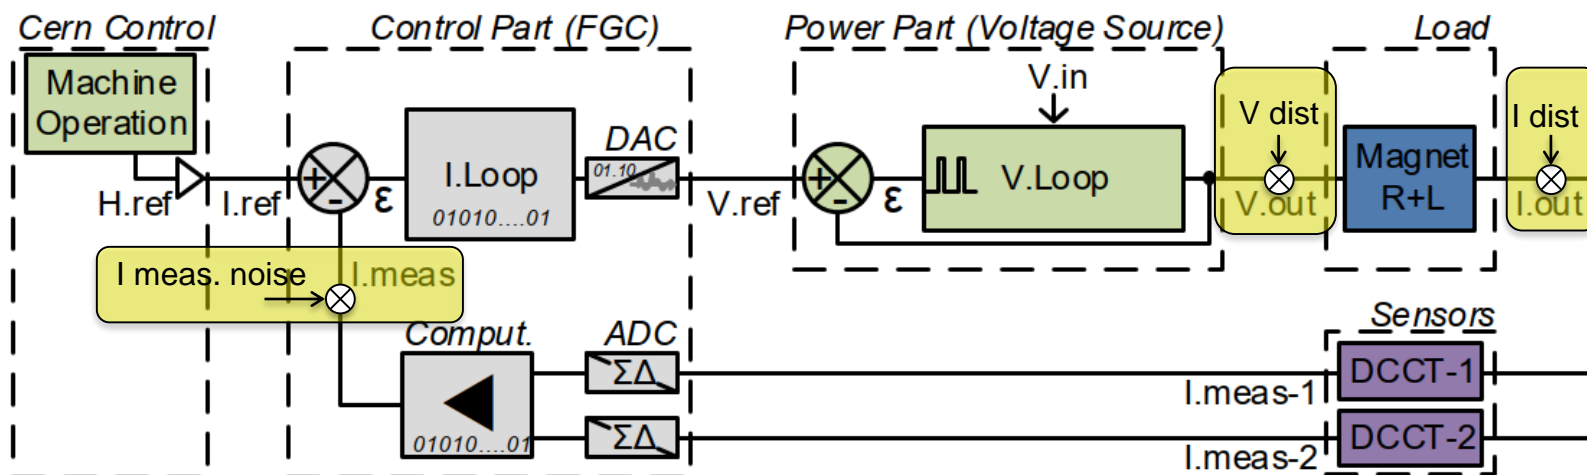 Cern Control
Control Part (FGC)
Power Part (Voltage Source)
Load
Machine
Operation
V.in
V dist
I dist
DAC
01.10
+
-
ε
I.Loop
01010....01
+
-
ε
V.Loop
Magnet
R+L
H.ref
I.ref
V.ref
V.out
I.out
I meas. noise
I.meas
Comput.
ADC
Sensors
ΣΔ
DCCT-1
I.meas-1
01010....01
ΣΔ
DCCT-2
I.meas-2